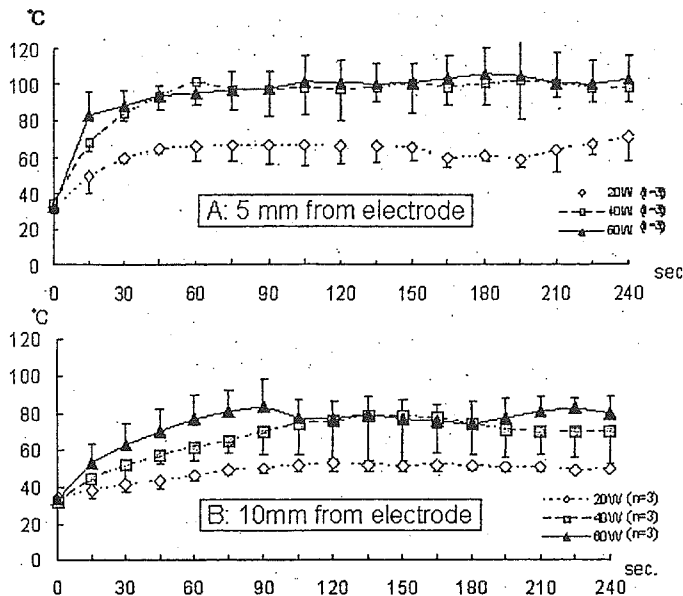 °C
120
100
80
60
40
20
0
A: 5 mm from electrode
20W
40W
60W
0 30 60 90 120 150 180 210 240
sec
°C
120
100
80
60
40
20
0
B: 10mm from electrode
20W (n=3)
40W (n=3)
60W (n=3)
0 30 60 90 120 150 180 210 240
sec.